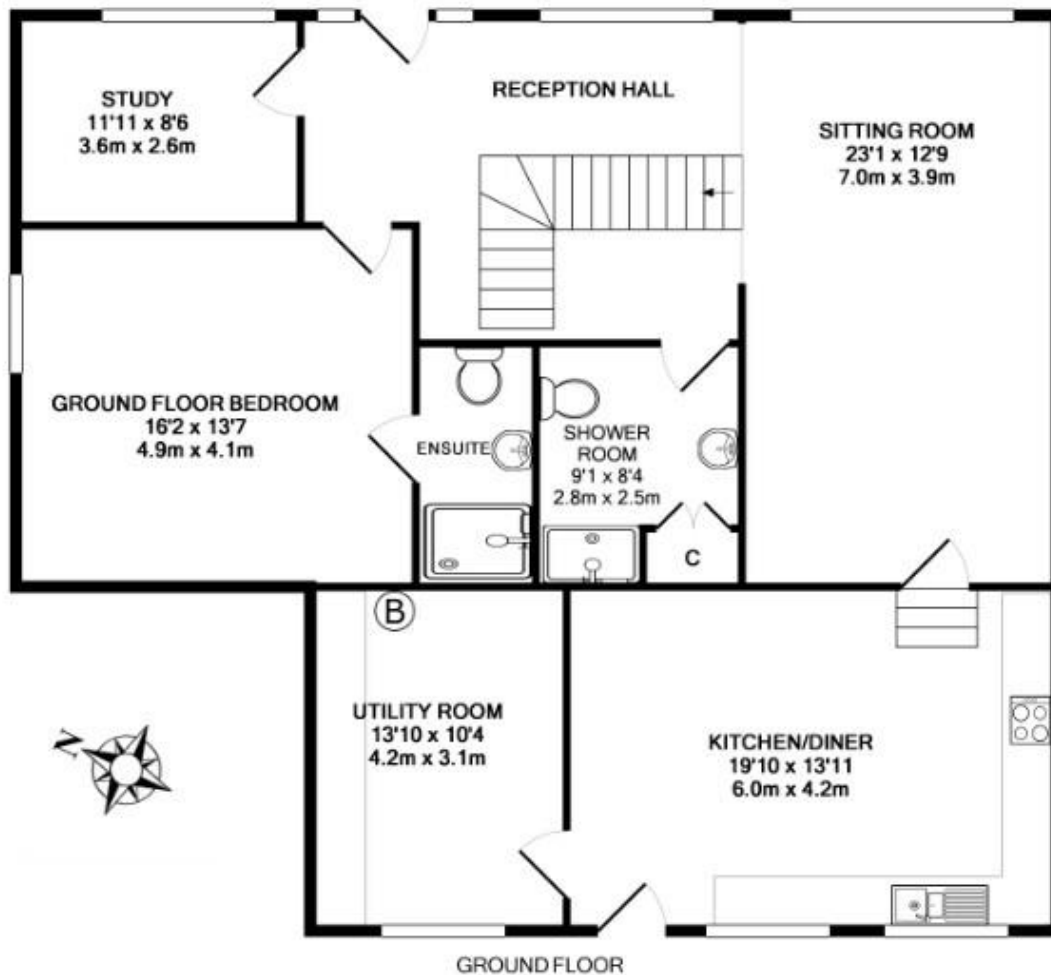 STUDY
11'11 x 8'6
3.6m x 2.6m
RECEPTION HALL
SITTING ROOM
23'1 x 12'9
7.0m x 3.9m
GROUND FLOOR BEDROOM
16'2 x 13'7
4.9m x 4.1m
ENSUITE
SHOWER
ROOM
9'1 x 8'4
2.8m x 2.5m
C
B
UTILITY ROOM
13'10 x 10'4
4.2m x 3.1m
KITCHEN/DINER
19'10 x 13'11
6.0m x 4.2m
N
GROUND FLOOR